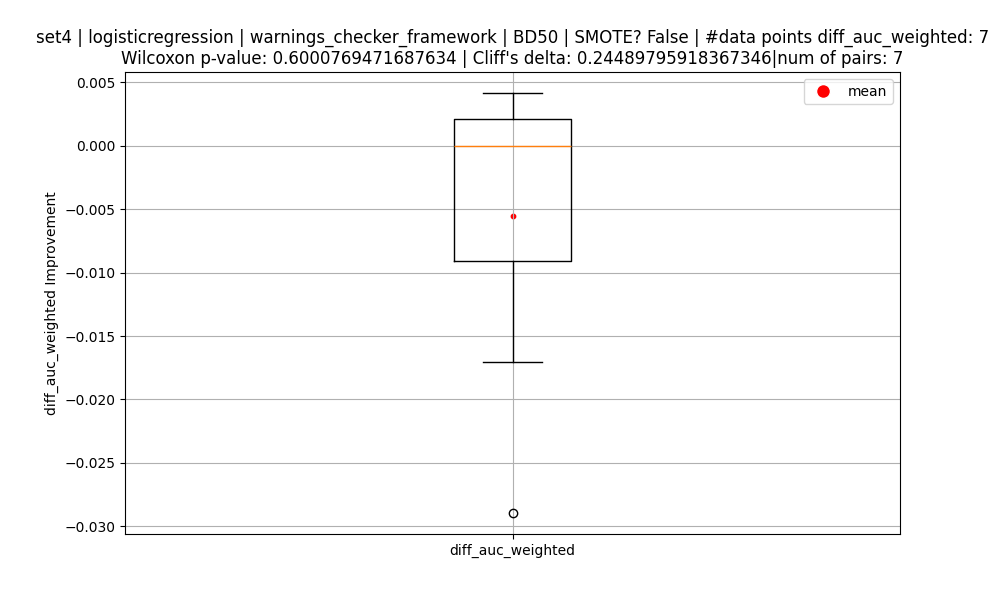 set4 | logisticregression | warnings_checker_framework | BD50 | SMOTE? False | #data points diff_auc_weighted: 7
Wilcoxon p-value: 0.6000769471687634 | Cliff's delta: 0.24489795918367346|num of pairs: 7
mean
0.005
0.000
−0.005
−0.010
−0.015
−0.020
−0.025
−0.030
diff_auc_weighted Improvement
diff_auc_weighted